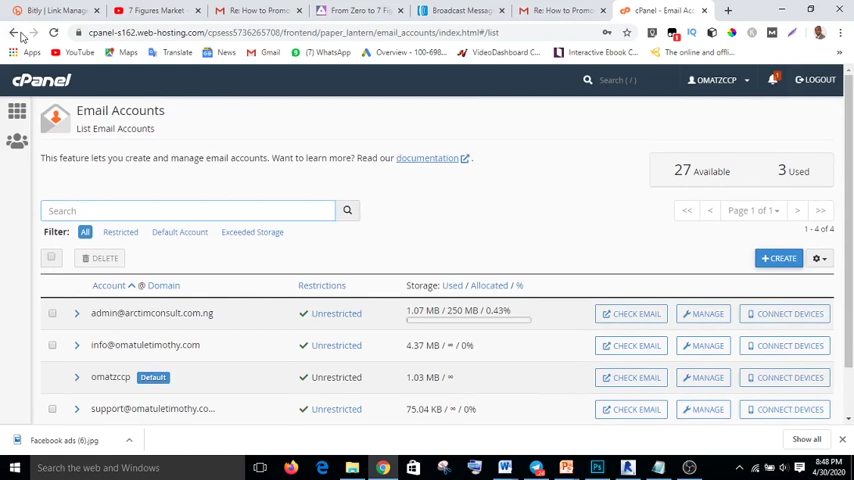 Bitly | Link Manage
7 Figures Market
Re: How to Promo
From Zero to 7 Fig
Broadcast Messag
Re: How to Promo
cPanel - Email Acc
cpanel-s162.web-hosting.com/cpsess5736265708/frontend/paper_lantern/email_accounts/index.html#/list
Apps
YouTube
Maps
Translate
News
Gmail
(7) WhatsApp
Overview - 100-698...
VideoDashboard C...
Interactive Ebook C...
The online and offli...
cPanel
Search ( / )
OMATZCCP
1
LOGOUT
Email Accounts
List Email Accounts
This feature lets you create and manage email accounts. Want to learn more? Read our documentation .
27 Available
3 Used
Search
<< < Page 1 of 1 > >>
Filter: All Restricted Default Account Exceeded Storage
1 - 4 of 4
DELETE
+ CREATE
Account @ Domain
Restrictions
Storage: Used / Allocated / %
admin@arctimconsult.com.ng
Unrestricted
1.07 MB / 250 MB / 0.43%
CHECK EMAIL
MANAGE
CONNECT DEVICES
info@omatuletimothy.com
Unrestricted
4.37 MB / ∞ / 0%
CHECK EMAIL
MANAGE
CONNECT DEVICES
omatzccp Default
Unrestricted
1.03 MB / ∞
CHECK EMAIL
MANAGE
CONNECT DEVICES
support@omatuletimothy.co...
Unrestricted
75.04 KB / ∞ / 0%
CHECK EMAIL
MANAGE
CONNECT DEVICES
Facebook ads (6).jpg
Show all
Search the web and Windows
8:48 PM
4/30/2020